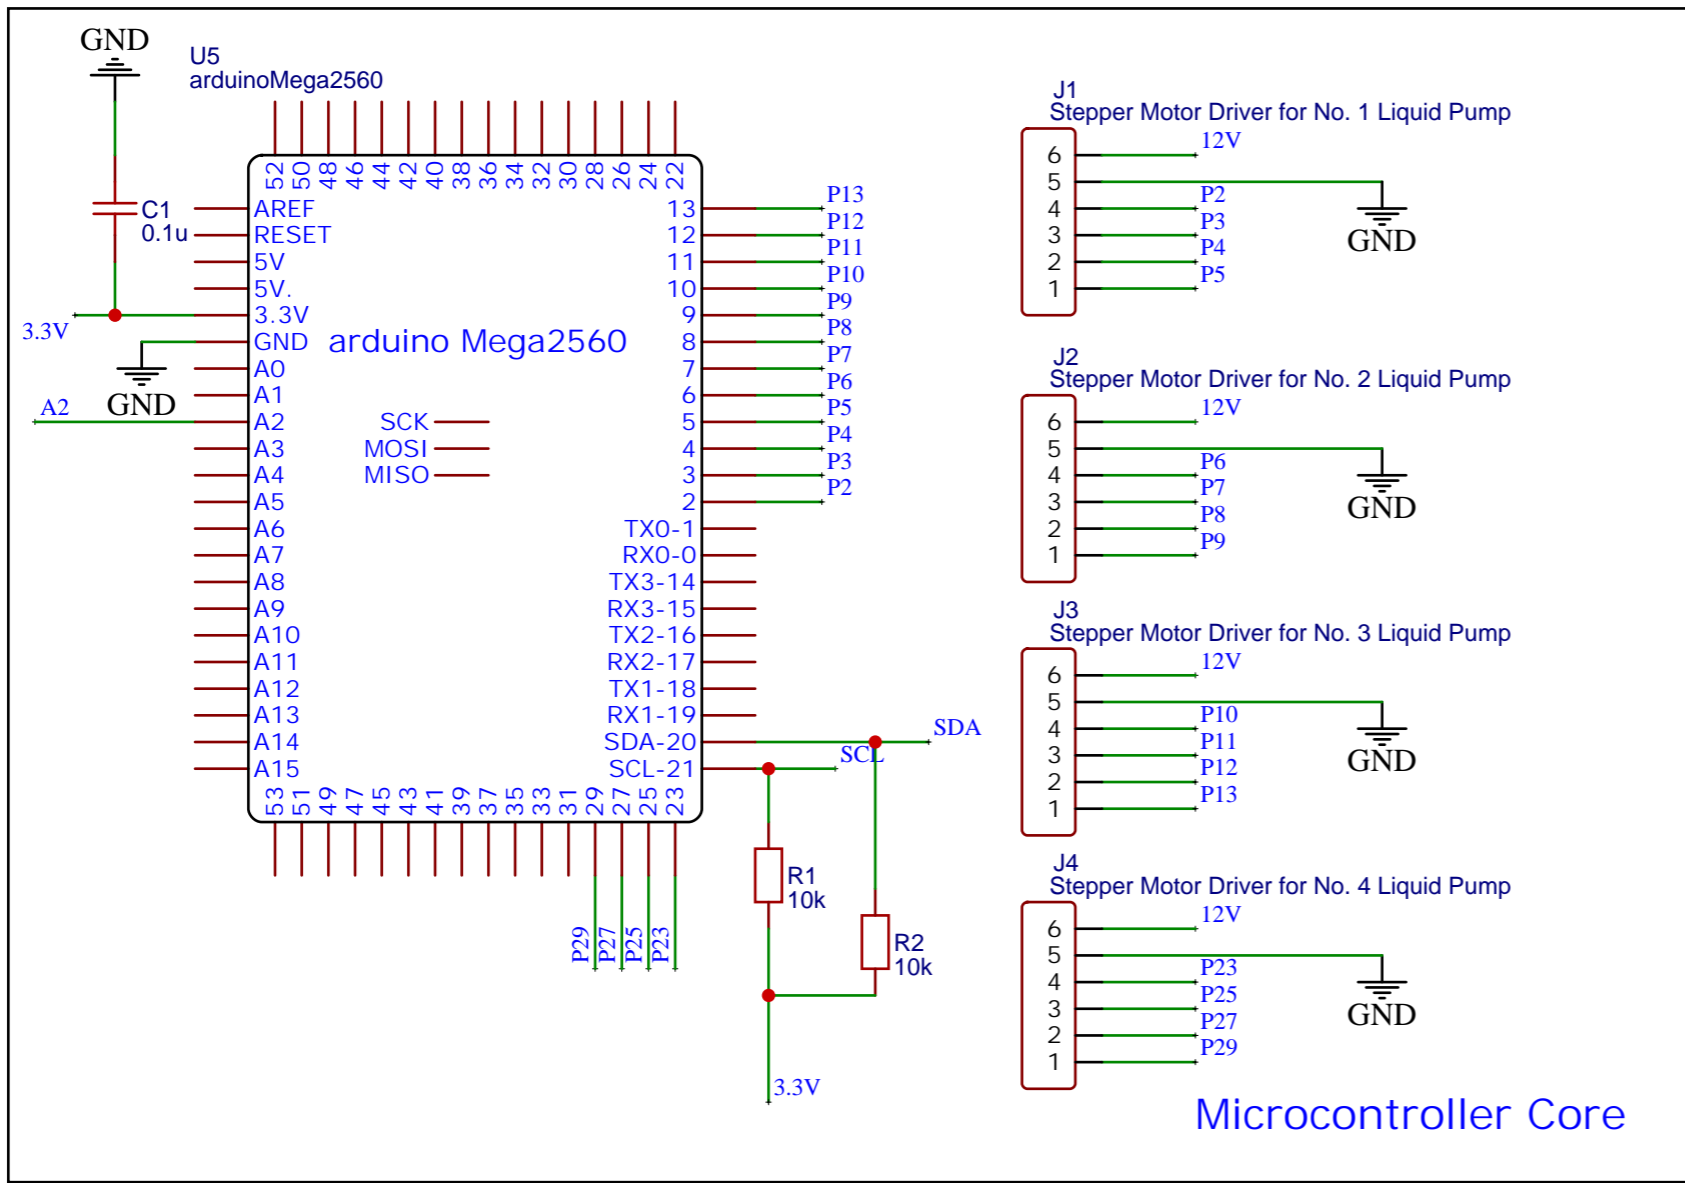 GND
U5
arduinoMega2560
52 50 48 46 44 42 40 38 36 34 32 30 28 26 24 22
C1
0.1u
3.3V
GND
A2
AREF
RESET
5V
5V.
3.3V
GND
A0
A1
A2
A3
A4
A5
A6
A7
A8
A9
A10
A11
A12
A13
A14
A15
arduino Mega2560
SCK
MOSI
MISO
13 P13
12 P12
11 P11
10 P10
9 P9
8 P8
7 P7
6 P6
5 P5
4 P4
3 P3
2 P2
TX0-1
RX0-0
TX3-14
RX3-15
TX2-16
RX2-17
TX1-18
RX1-19
SDA-20 SDA
SCL-21 SCL
53 51 49 47 45 43 41 39 37 35 33 31 29 27 25 23
P29 P27 P25 P23
R1
10k
R2
10k
3.3V
J1
Stepper Motor Driver for No. 1 Liquid Pump
6 12V
5
4 P2
3 P3
2 P4
1 P5
GND
J2
Stepper Motor Driver for No. 2 Liquid Pump
6 12V
5
4 P6
3 P7
2 P8
1 P9
GND
J3
Stepper Motor Driver for No. 3 Liquid Pump
6 12V
5
4 P10
3 P11
2 P12
1 P13
GND
J4
Stepper Motor Driver for No. 4 Liquid Pump
6 12V
5
4 P23
3 P25
2 P27
1 P29
GND
Microcontroller Core